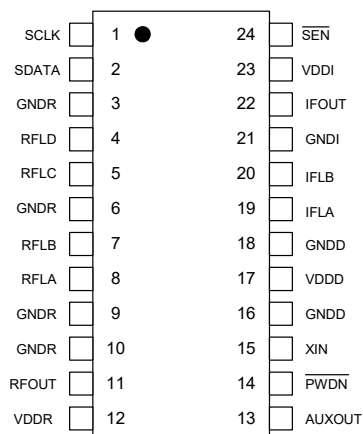 SCLK 1 24 S̅E̅N̅
SDATA 2 23 VDDI
GNDR 3 22 IFOUT
RFLD 4 21 GNDI
RFLC 5 20 IFLB
GNDR 6 19 IFLA
RFLB 7 18 GNDD
RFLA 8 17 VDDD
GNDR 9 16 GNDD
GNDR 10 15 XIN
RFOUT 11 14 P̅W̅D̅N̅
VDDR 12 13 AUXOUT